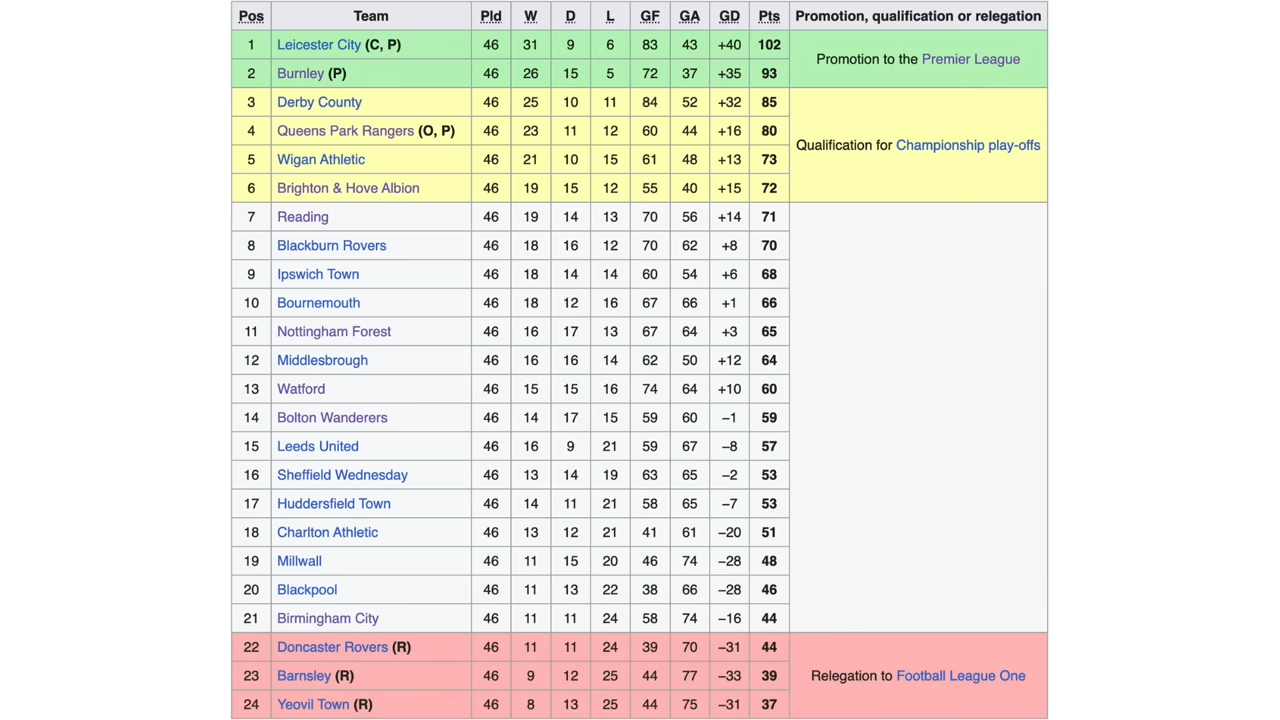 Pos Team Pld W D L GF GA GD Pts Promotion, qualification or relegation
1 Leicester City (C, P) 46 31 9 6 83 43 +40 102 Promotion to the Premier League
2 Burnley (P) 46 26 15 5 72 37 +35 93
3 Derby County 46 25 10 11 84 52 +32 85 Qualification for Championship play-offs
4 Queens Park Rangers (O, P) 46 23 11 12 60 44 +16 80
5 Wigan Athletic 46 21 10 15 61 48 +13 73
6 Brighton & Hove Albion 46 19 15 12 55 40 +15 72
7 Reading 46 19 14 13 70 56 +14 71
8 Blackburn Rovers 46 18 16 12 70 62 +8 70
9 Ipswich Town 46 18 14 14 60 54 +6 68
10 Bournemouth 46 18 12 16 67 66 +1 66
11 Nottingham Forest 46 16 17 13 67 64 +3 65
12 Middlesbrough 46 16 16 14 62 50 +12 64
13 Watford 46 15 15 16 74 64 +10 60
14 Bolton Wanderers 46 14 17 15 59 60 −1 59
15 Leeds United 46 16 9 21 59 67 −8 57
16 Sheffield Wednesday 46 13 14 19 63 65 −2 53
17 Huddersfield Town 46 14 11 21 58 65 −7 53
18 Charlton Athletic 46 13 12 21 41 61 −20 51
19 Millwall 46 11 15 20 46 74 −28 48
20 Blackpool 46 11 13 22 38 66 −28 46
21 Birmingham City 46 11 11 24 58 74 −16 44
22 Doncaster Rovers (R) 46 11 11 24 39 70 −31 44 Relegation to Football League One
23 Barnsley (R) 46 9 12 25 44 77 −33 39
24 Yeovil Town (R) 46 8 13 25 44 75 −31 37